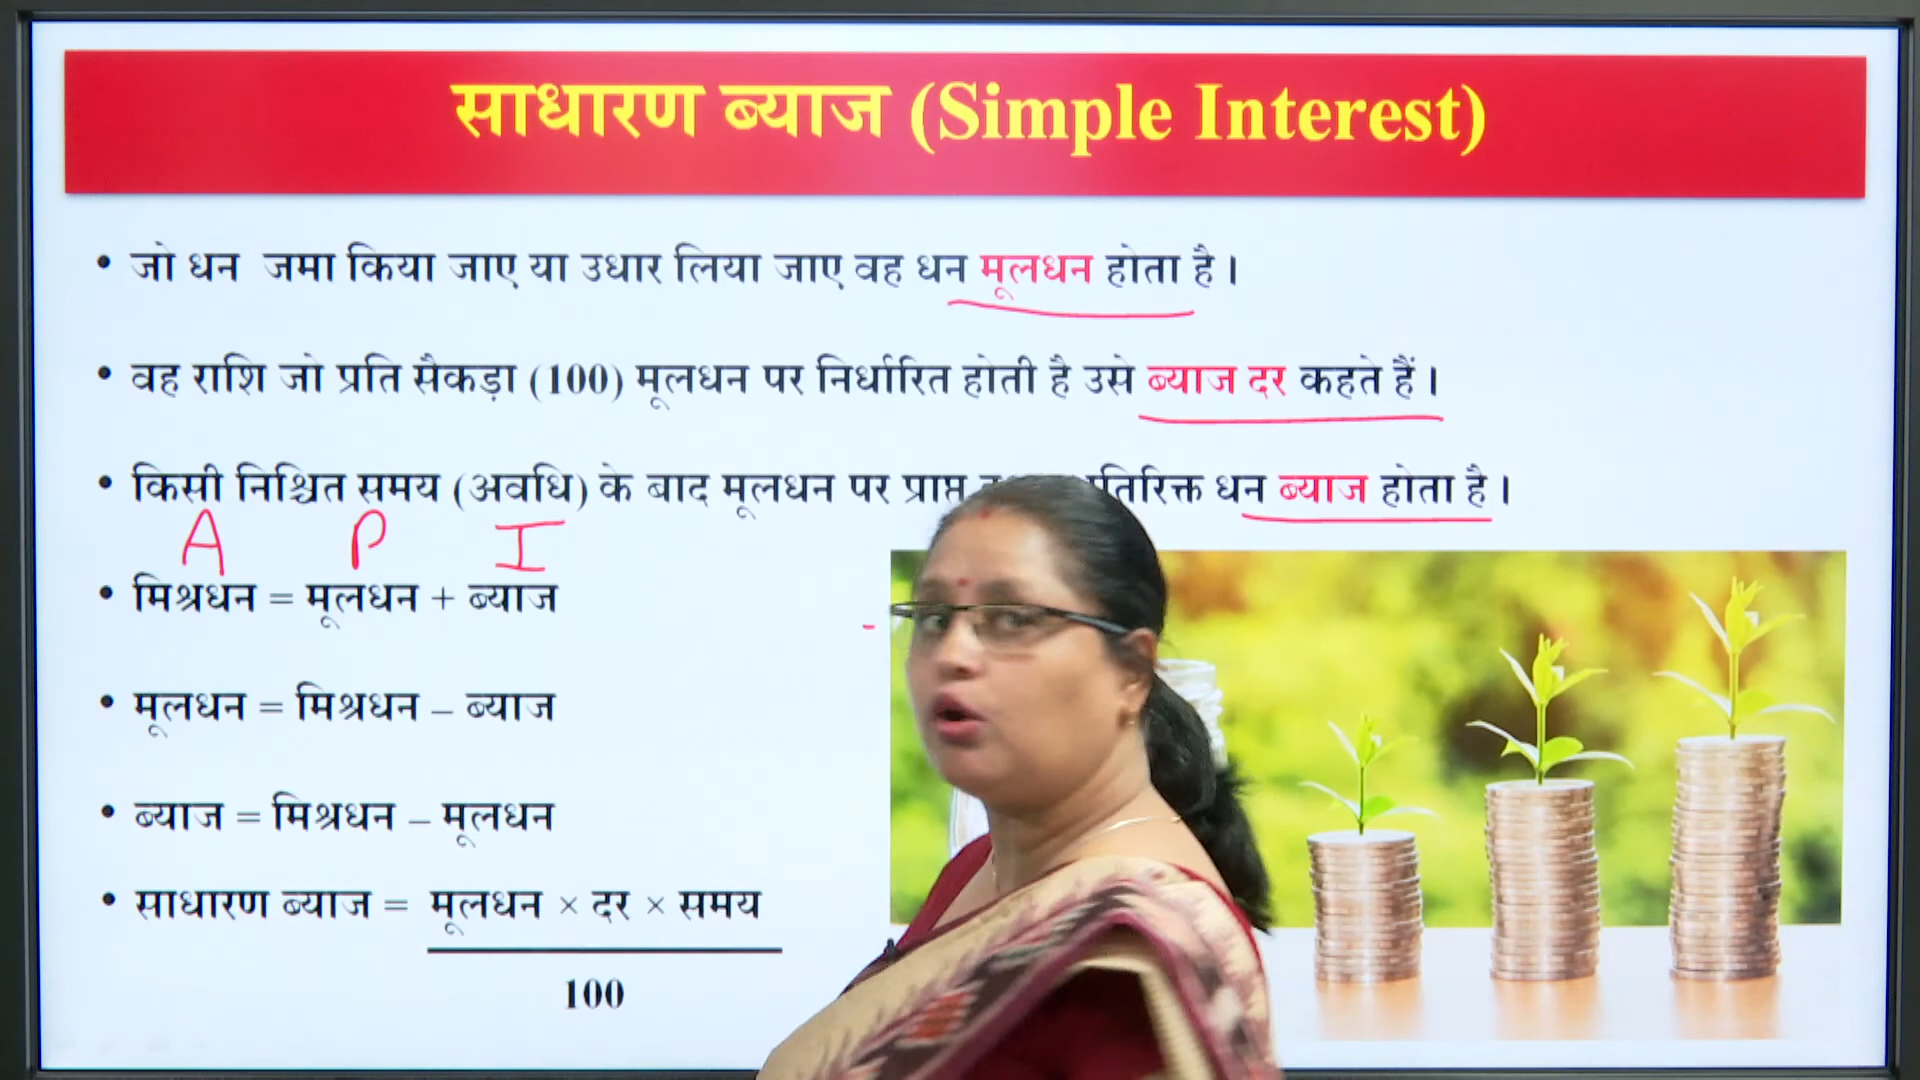 साधारण ब्याज (Simple Interest)
• जो धन जमा किया जाए या उधार लिया जाए वह धन मूलधन होता है।
• वह राशि जो प्रति सैकड़ा (100) मूलधन पर निर्धारित होती है उसे ब्याज दर कहते हैं।
• किसी निश्चित समय (अवधि) के बाद मूलधन पर प्राप्त धन ब्याज होता है।
A P I
• मिश्रधन = मूलधन + ब्याज
• मूलधन = मिश्रधन – ब्याज
• ब्याज = मिश्रधन – मूलधन
• साधारण ब्याज = मूलधन × दर × समय
100